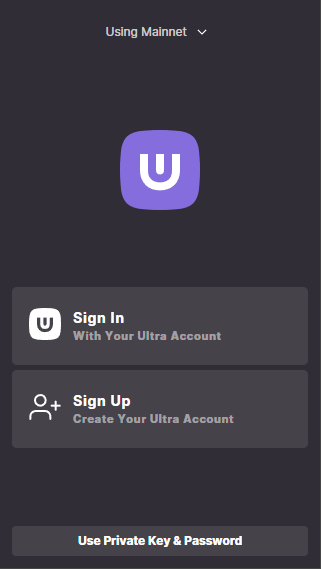 Using Mainnet
Sign In
With Your Ultra Account
Sign Up
Create Your Ultra Account
Use Private Key & Password